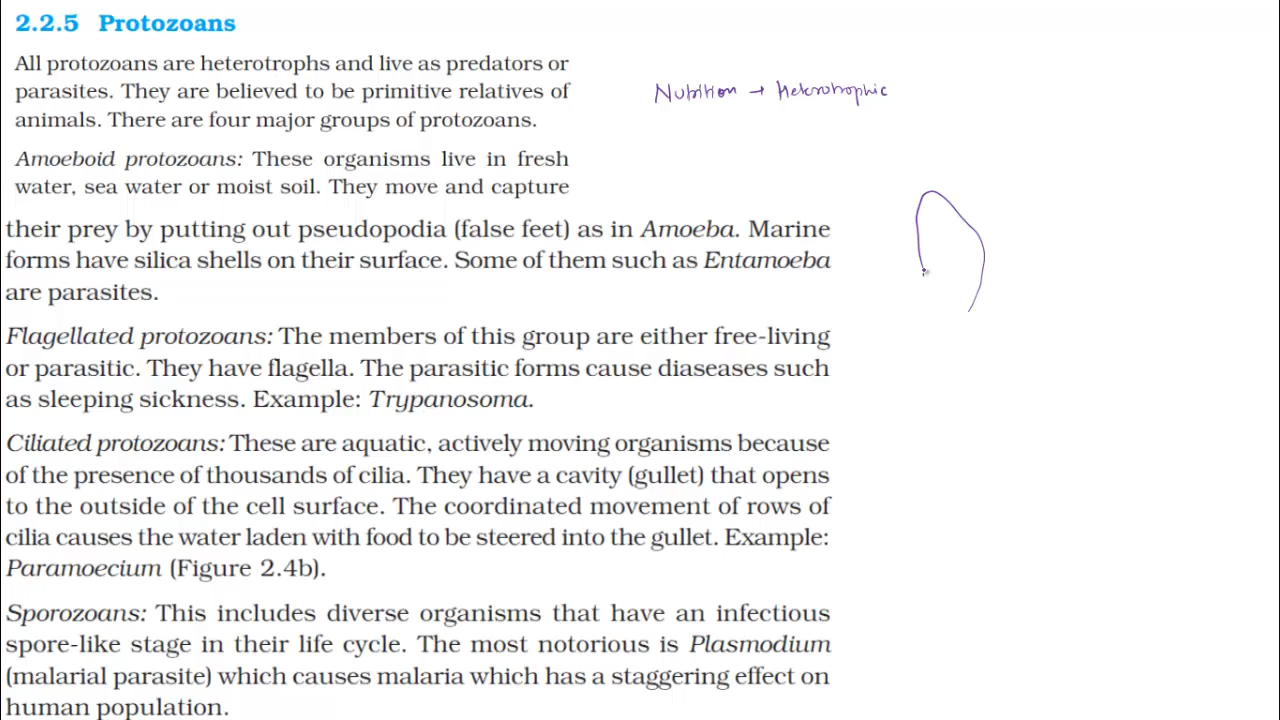 2.2.5 Protozoans
All protozoans are heterotrophs and live as predators or
parasites. They are believed to be primitive relatives of
animals. There are four major groups of protozoans.
Nutrition → Heterotrophic
Amoeboid protozoans: These organisms live in fresh
water, sea water or moist soil. They move and capture
their prey by putting out pseudopodia (false feet) as in Amoeba. Marine
forms have silica shells on their surface. Some of them such as Entamoeba
are parasites.
Flagellated protozoans: The members of this group are either free-living
or parasitic. They have flagella. The parasitic forms cause diaseases such
as sleeping sickness. Example: Trypanosoma.
Ciliated protozoans: These are aquatic, actively moving organisms because
of the presence of thousands of cilia. They have a cavity (gullet) that opens
to the outside of the cell surface. The coordinated movement of rows of
cilia causes the water laden with food to be steered into the gullet. Example:
Paramoecium (Figure 2.4b).
Sporozoans: This includes diverse organisms that have an infectious
spore-like stage in their life cycle. The most notorious is Plasmodium
(malarial parasite) which causes malaria which has a staggering effect on
human population.